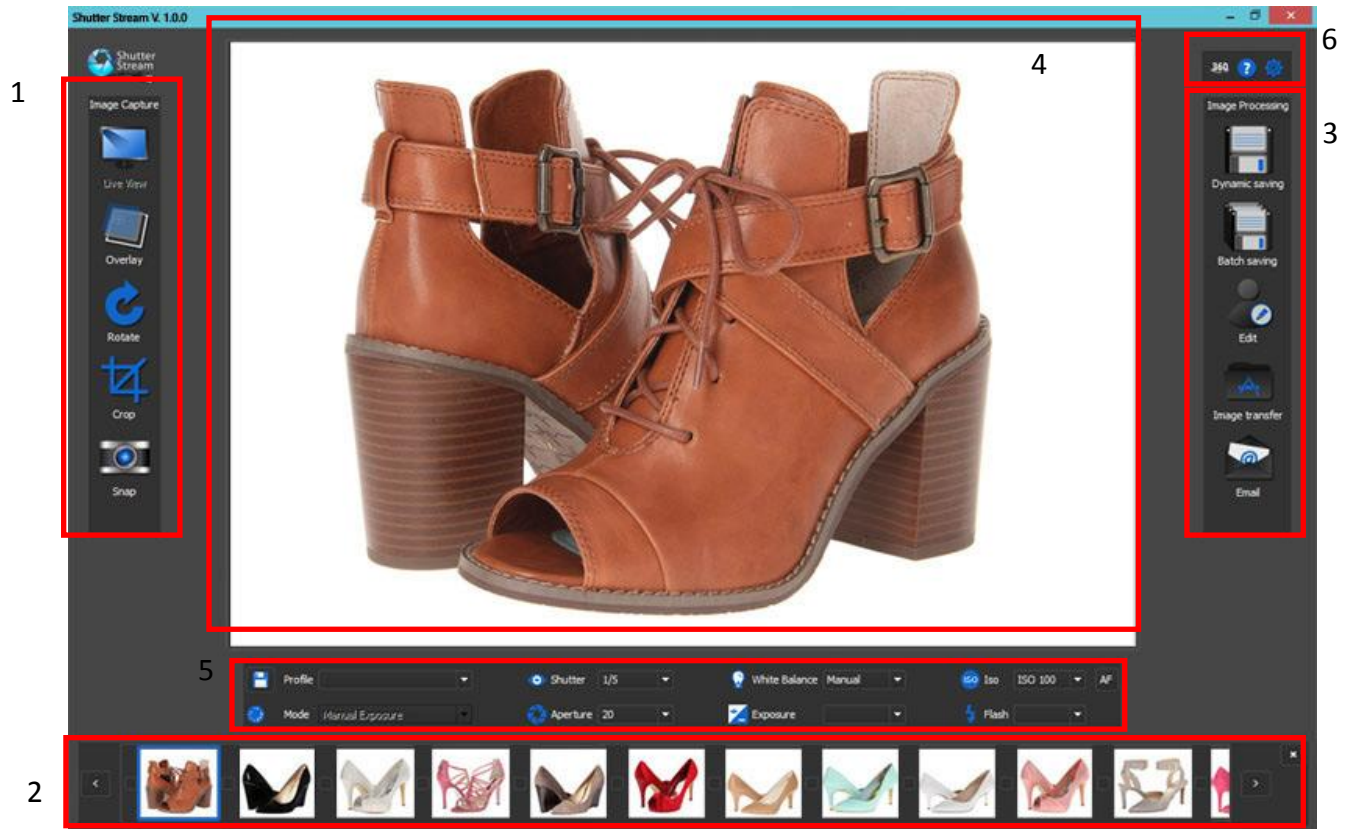 Shutter Stream V. 1.0.0
6
Shutter
Stream
4
360
?
1
Image Capture
Image Processing
3
Live View
Dynamic saving
Overlay
Batch saving
Rotate
Edit
Crop
Image transfer
@
Snap
Email
5
Profile
Shutter 1/5
White Balance Manual
ISO Iso ISO 100 AF
Mode Manual Exposure
Aperture 20
Exposure
Flash
2